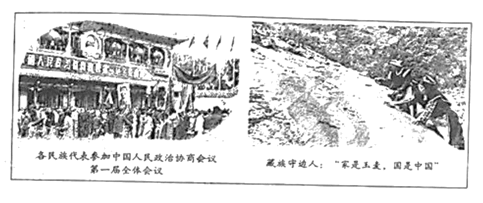 各民族代表参加中国人民政治协商会议
第一届全体会议
藏族守边人：“家是玉麦，国是中国”